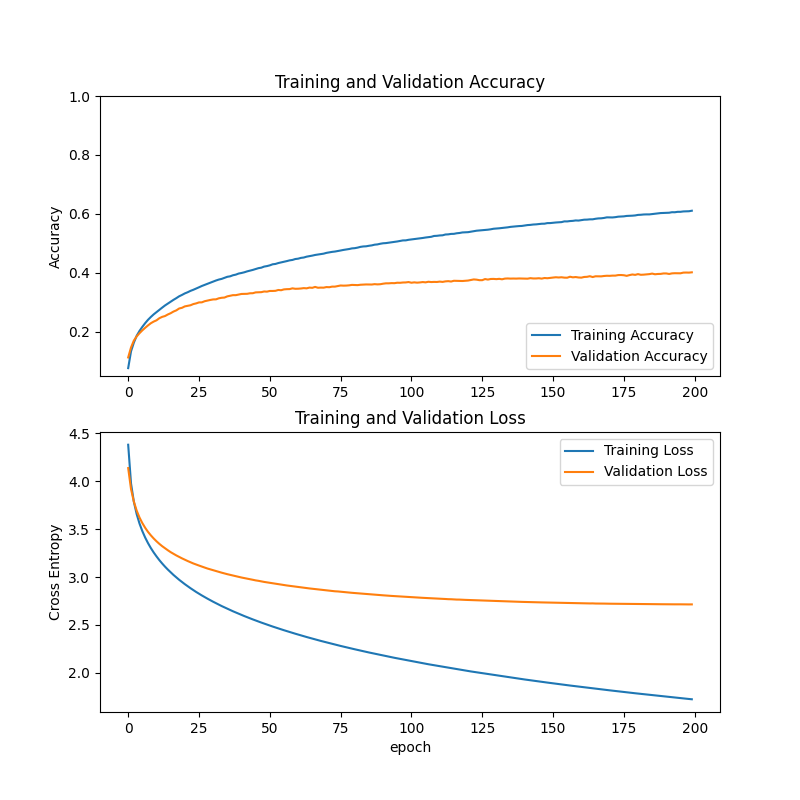 Training and Validation Accuracy
1.0
0.8
0.6
0.4
0.2
Accuracy
Training Accuracy
Validation Accuracy
0 25 50 75 100 125 150 175 200
Training and Validation Loss
4.5
4.0
3.5
3.0
2.5
2.0
Cross Entropy
Training Loss
Validation Loss
0 25 50 75 100 125 150 175 200
epoch